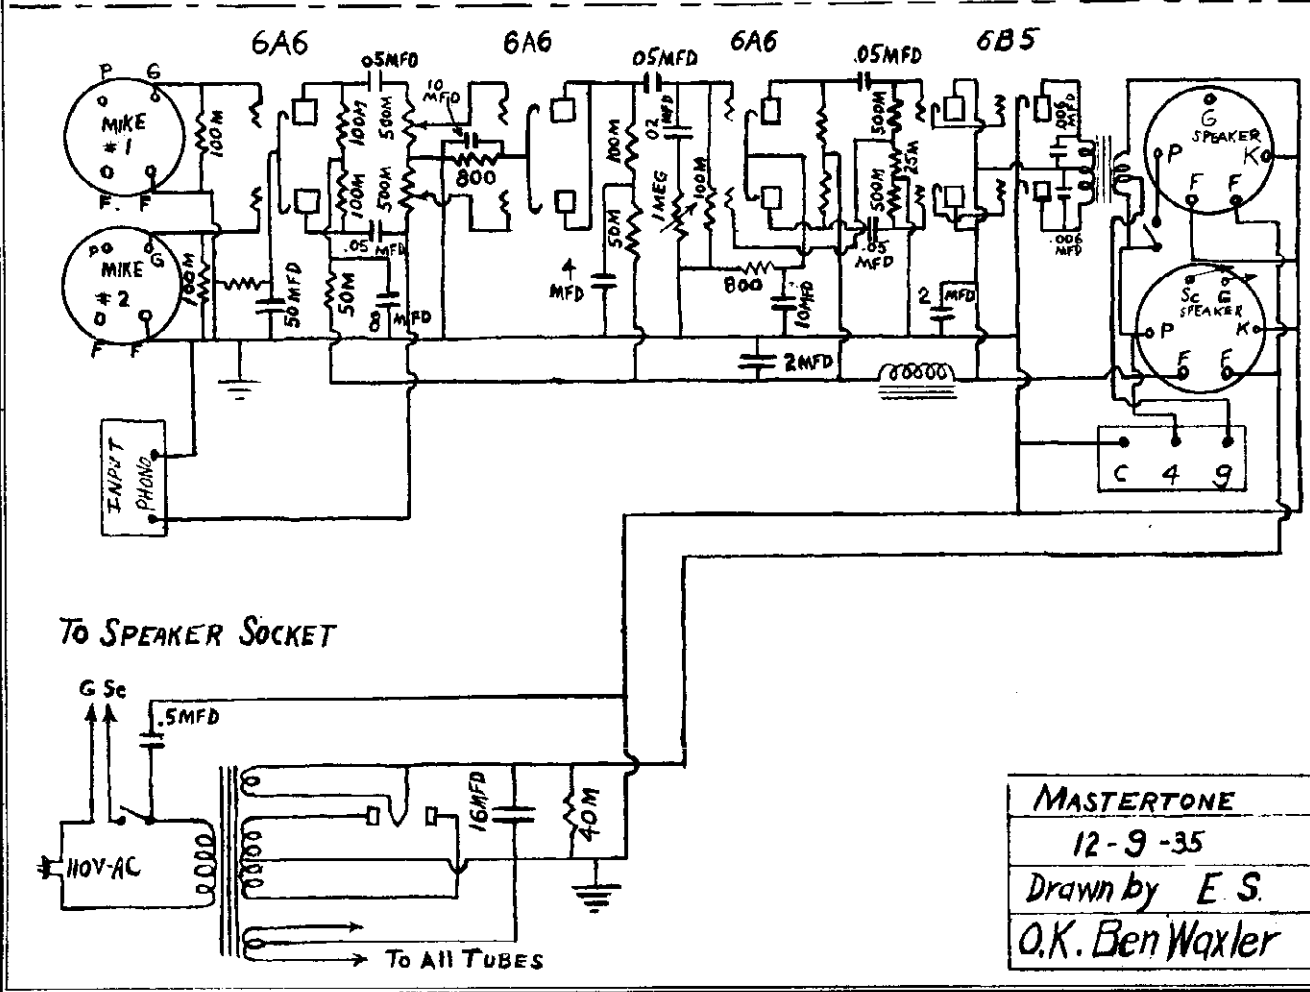 6A6
6A6
6A6
6B5
.05MFD
10 MFD
.05MFD
.05MFD
P G
MIKE
#1
F. F
100M
100M
500M
800
100M
.02 MFD
500M
25M
.006 MFD
G
SPEAKER
P K
F F
100M
500M
50M
1MEG
100M
500M
P
G
MIKE
#2
F F
100M
50MFD
.05 MFD
50M
8 MFD
4 MFD
800
10MFD
.05 MFD
2 MFD
.006 MFD
Sc G
SPEAKER
P K
F F
2MFD
INPUT
PHONO
C 4 9
TO SPEAKER SOCKET
G Sc
.5MFD
110V-AC
16MFD
40M
TO All TUBES
MASTERTONE
12-9-35
Drawn by E S.
O.K. Ben Waxler